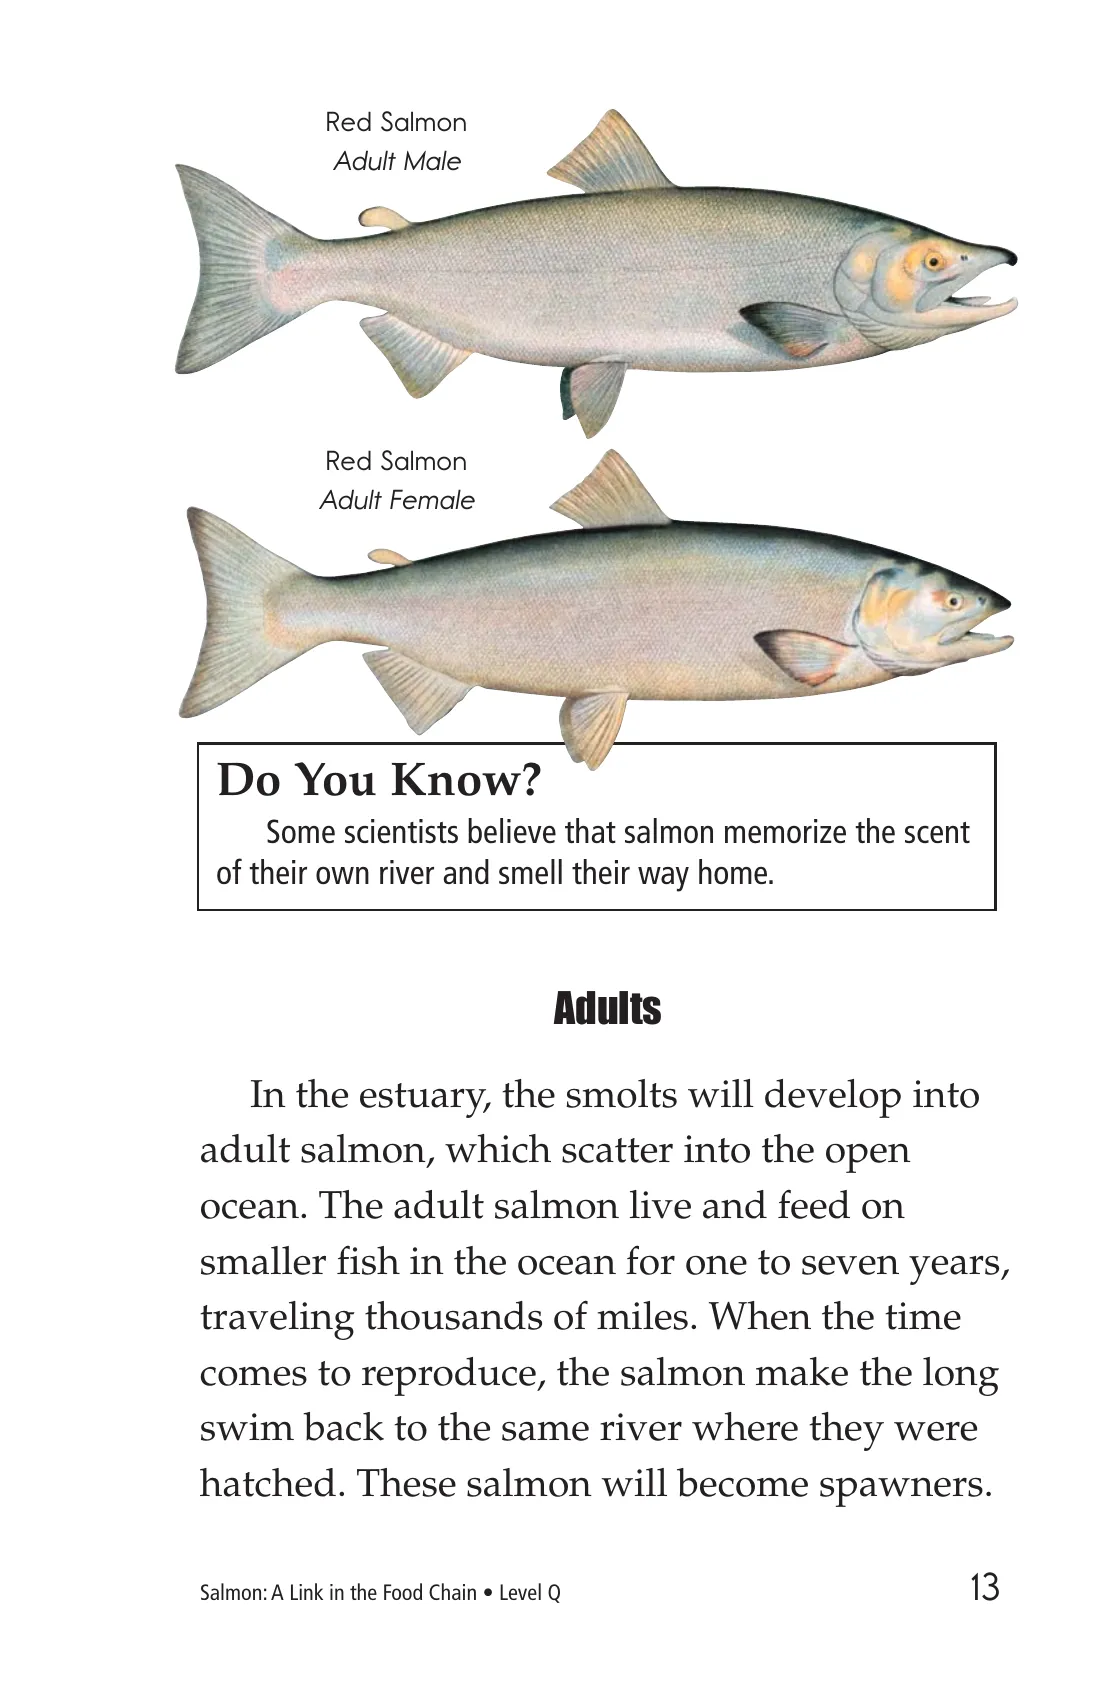 Red Salmon
Adult Male
Red Salmon
Adult Female
Do You Know?
Some scientists believe that salmon memorize the scent
of their own river and smell their way home.
Adults
In the estuary, the smolts will develop into
adult salmon, which scatter into the open
ocean. The adult salmon live and feed on
smaller fish in the ocean for one to seven years,
traveling thousands of miles. When the time
comes to reproduce, the salmon make the long
swim back to the same river where they were
hatched. These salmon will become spawners.
Salmon: A Link in the Food Chain • Level Q
13